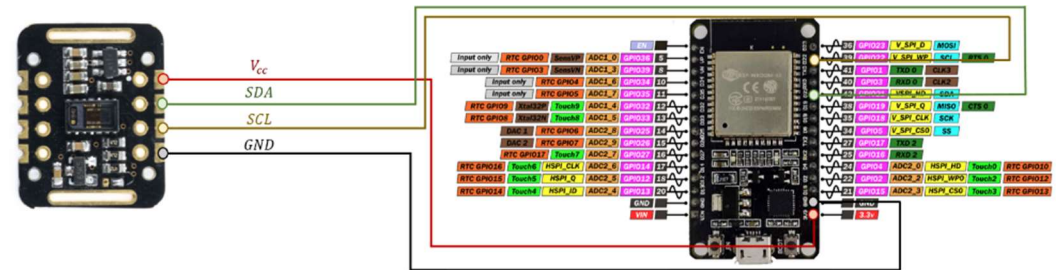 V_cc
SDA
SCL
GND
EN
Input only RTC GPIO0 SensVP ADC1_0 GPIO36 5
Input only RTC GPIO3 SensVN ADC1_3 GPIO39 8
Input only RTC GPIO4 ADC1_6 GPIO34 10
Input only RTC GPIO5 ADC1_7 GPIO35 11
RTC GPIO9 Xtal32P Touch9 ADC1_4 GPIO32 12
RTC GPIO8 Xtal32N Touch8 ADC1_5 GPIO33 13
DAC 1 RTC GPIO6 ADC2_8 GPIO25 14
DAC 2 RTC GPIO7 ADC2_9 GPIO26 15
RTC GPIO17 Touch7 ADC2_7 GPIO27 16
RTC GPIO16 Touch6 HSPI_CLK ADC2_6 GPIO14 17
RTC GPIO15 Touch5 HSPI_Q ADC2_5 GPIO12 18
RTC GPIO14 Touch4 HSPI_ID ADC2_4 GPIO13 20
GND
VIN
36 GPIO23 V_SPI_D MOSI
V_SPI_WP SCL RTS 0
41 GPIO1 TXD 0 CLK3
40 GPIO3 RXD 0 CLK2
HSPI_HD SDA
38 GPIO19 V_SPI_Q MISO CTS 0
35 GPIO18 V_SPI_CLK SCK
34 GPIO5 V_SPI_CS0 SS
27 GPIO17 TXD 2
25 GPIO16 RXD 2
24 GPIO4 ADC2_0 HSPI_HD Touch0 RTC GPIO10
22 GPIO2 ADC2_2 HSPI_WP0 Touch2 RTC GPIO12
21 GPIO15 ADC2_3 HSPI_CS0 Touch3 RTC GPIO13
GND
3.3v